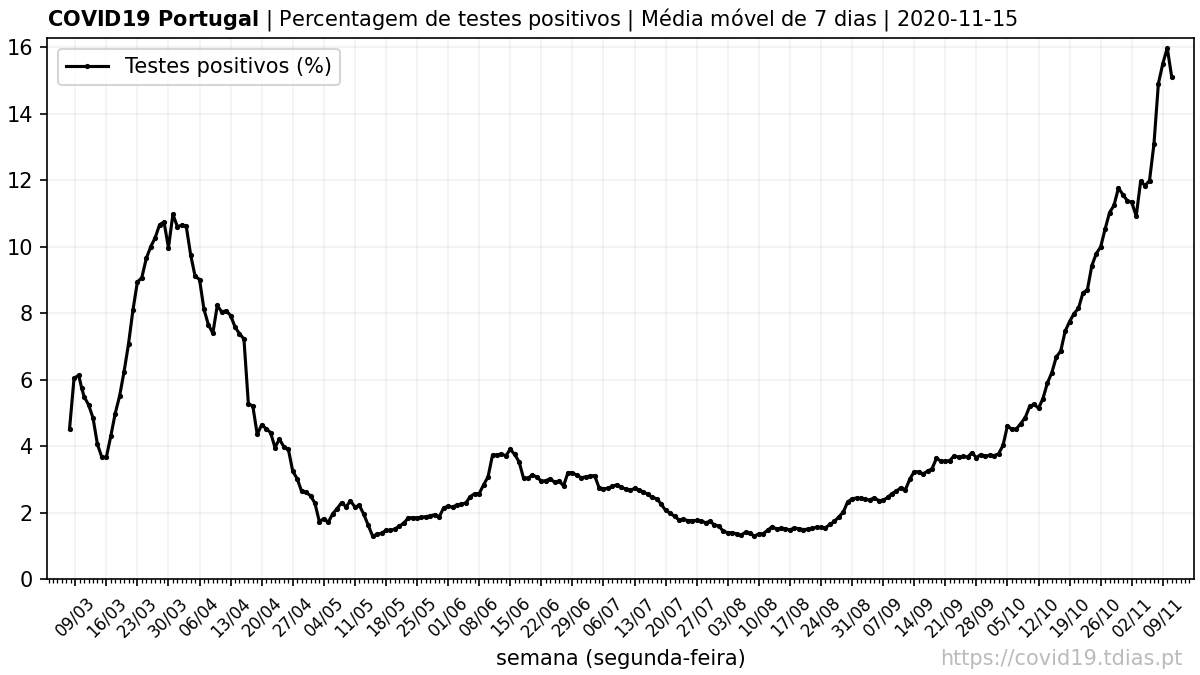 COVID19 Portugal | Percentagem de testes positivos | Média móvel de 7 dias | 2020-11-15
Testes positivos (%)
16
14
12
10
8
6
4
2
0
09/03 16/03 23/03 30/03 06/04 13/04 20/04 27/04 04/05 11/05 18/05 25/05 01/06 08/06 15/06 22/06 29/06 06/07 13/07 20/07 27/07 03/08 10/08 17/08 24/08 31/08 07/09 14/09 21/09 28/09 05/10 12/10 19/10 26/10 02/11 09/11
semana (segunda-feira)
https://covid19.tdias.pt